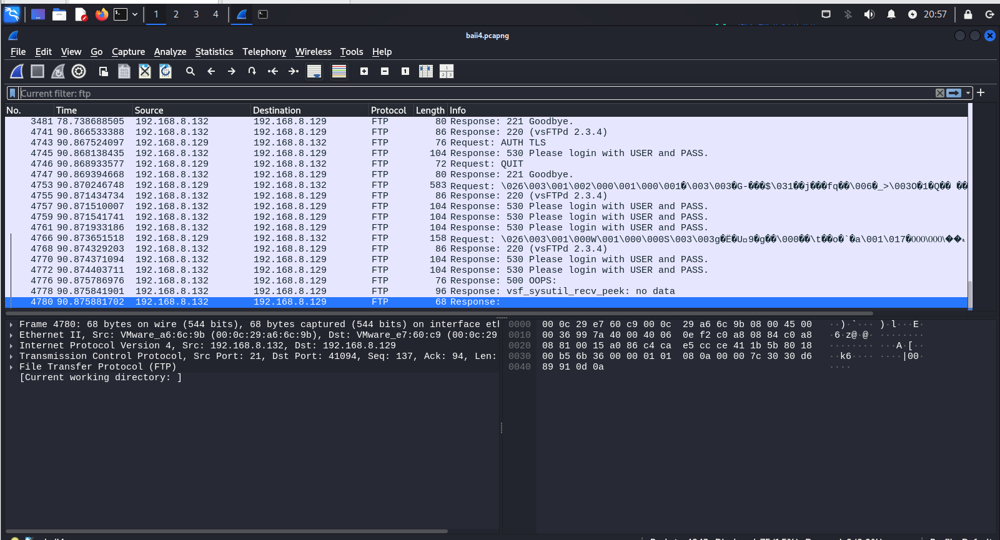 1 2 3 4 20:57
baii4.pcapng
File Edit View Go Capture Analyze Statistics Telephony Wireless Tools Help
Current filter: ftp
No. Time Source Destination Protocol Length Info
3481 78.738688505 192.168.8.132 192.168.8.129 FTP 80 Response: 221 Goodbye.
4741 90.866533388 192.168.8.132 192.168.8.129 FTP 86 Response: 220 (vsFTPd 2.3.4)
4743 90.867524097 192.168.8.129 192.168.8.132 FTP 76 Request: AUTH TLS
4745 90.868138435 192.168.8.132 192.168.8.129 FTP 104 Response: 530 Please login with USER and PASS.
4746 90.868933577 192.168.8.129 192.168.8.132 FTP 72 Request: QUIT
4747 90.869394668 192.168.8.132 192.168.8.129 FTP 80 Response: 221 Goodbye.
4753 90.870246748 192.168.8.129 192.168.8.132 FTP 583 Request: \026\003\001\002\000\001\000\001�\003\003�G-���$\031��j���fq��\006�_>\003O�1�Q�� ��
4755 90.871434734 192.168.8.132 192.168.8.129 FTP 86 Response: 220 (vsFTPd 2.3.4)
4757 90.871510007 192.168.8.132 192.168.8.129 FTP 104 Response: 530 Please login with USER and PASS.
4759 90.871541741 192.168.8.132 192.168.8.129 FTP 104 Response: 530 Please login with USER and PASS.
4761 90.871933186 192.168.8.132 192.168.8.129 FTP 104 Response: 530 Please login with USER and PASS.
4766 90.873651518 192.168.8.129 192.168.8.132 FTP 158 Request: \026\003\001\000W\001\000\000S\003\003g�Ë�U▫9�g��\000��\t��o�`�a\001\017�000\000\��
4768 90.874329203 192.168.8.132 192.168.8.129 FTP 86 Response: 220 (vsFTPd 2.3.4)
4770 90.874371094 192.168.8.132 192.168.8.129 FTP 104 Response: 530 Please login with USER and PASS.
4772 90.874403711 192.168.8.132 192.168.8.129 FTP 104 Response: 530 Please login with USER and PASS.
4776 90.875786976 192.168.8.132 192.168.8.129 FTP 76 Response: 500 OOPS:
4778 90.875841901 192.168.8.132 192.168.8.129 FTP 96 Response: vsf_sysutil_recv_peek: no data
4780 90.875881702 192.168.8.132 192.168.8.129 FTP 68 Response:
Frame 4780: 68 bytes on wire (544 bits), 68 bytes captured (544 bits) on interface eth
Ethernet II, Src: VMware_a6:6c:9b (00:0c:29:a6:6c:9b), Dst: VMware_e7:60:c9 (00:0c:29
Internet Protocol Version 4, Src: 192.168.8.132, Dst: 192.168.8.129
Transmission Control Protocol, Src Port: 21, Dst Port: 41094, Seq: 137, Ack: 94, Len:
File Transfer Protocol (FTP)
[Current working directory: ]
0000 00 0c 29 e7 60 c9 00 0c 29 a6 6c 9b 08 00 45 00 ··)·`··· )·l···E·
0010 00 36 99 7a 40 00 40 06 0e f2 c0 a8 08 84 c0 a8 ·6·z@·@· ········
0020 08 81 00 15 a0 86 c4 ca e5 cc ce 41 1b 5b 80 18 ········ ···A·[··
0030 00 b5 6b 36 00 00 01 01 08 0a 00 00 7c 30 30 d6 ··k6···· ····|00·
0040 89 91 0d 0a ····